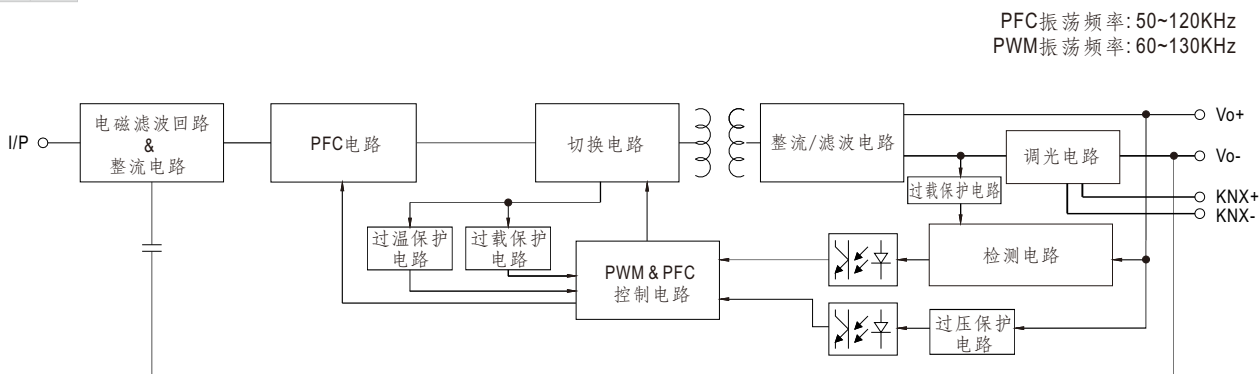 PFC振荡频率: 50~120KHz
PWM振荡频率: 60~130KHz
I/P
电磁滤波回路
&
整流电路
PFC电路
切换电路
整流/滤波电路
调光电路
Vo+
Vo-
KNX+
KNX-
过载保护电路
过温保护
电路
过载保护
电路
PWM & PFC
控制电路
检测电路
过压保护
电路